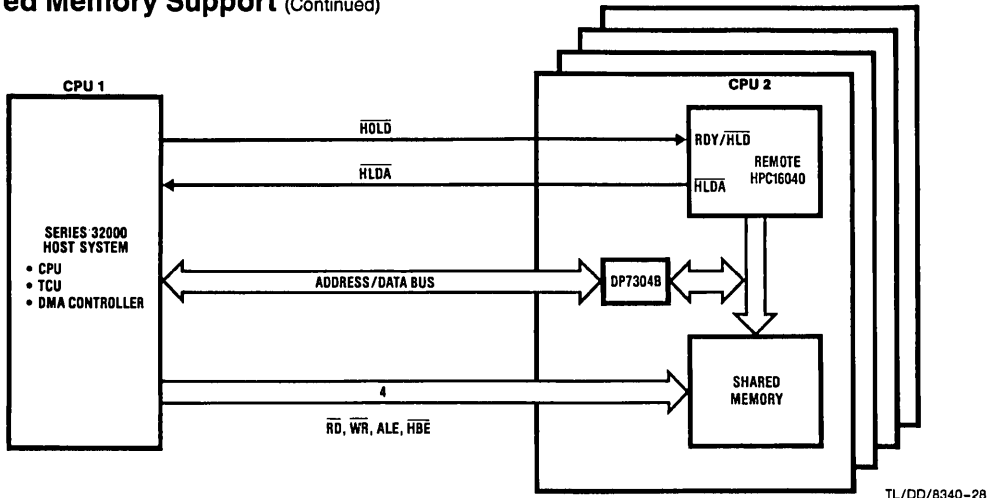 ed Memory Support (Continued)
CPU 1
CPU 2
HOLD
RDY/HLD
REMOTE
HPC16040
HLDA
HLDA
SERIES 32000
HOST SYSTEM
• CPU
• TCU
• DMA CONTROLLER
ADDRESS/DATA BUS
DP7304B
4
SHARED
MEMORY
RD, WR, ALE, HBE
TL/DD/8340-28